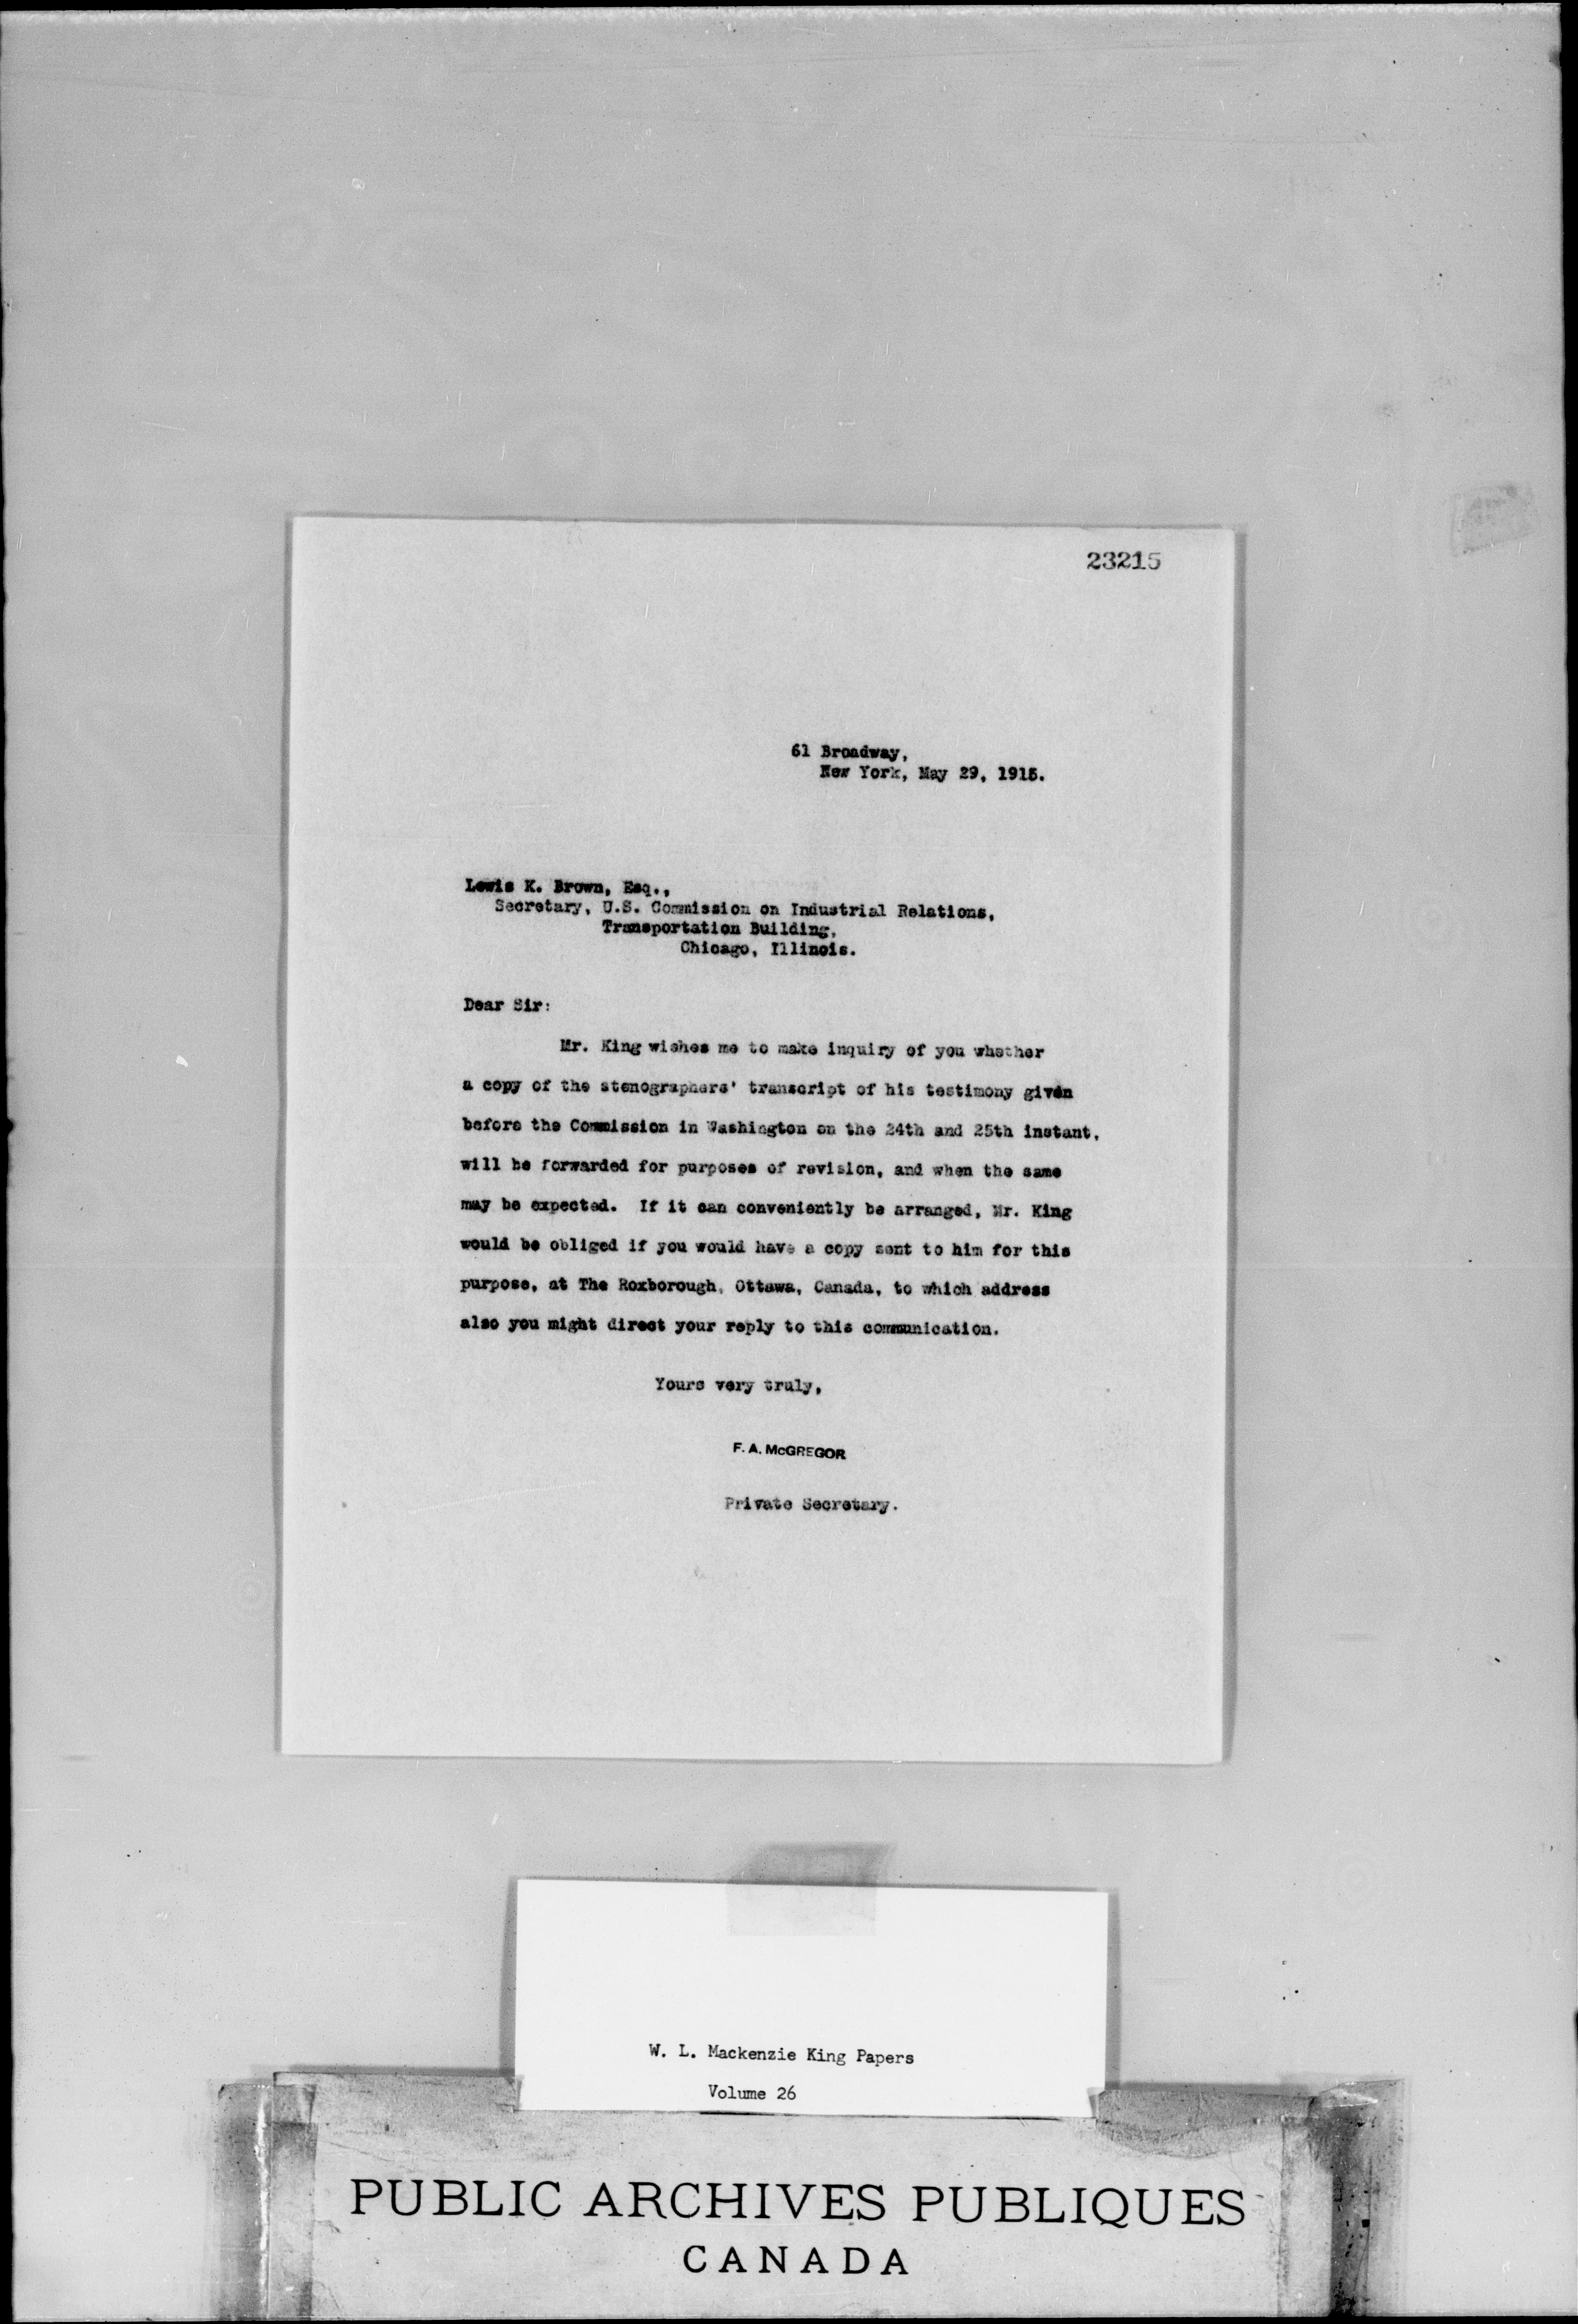 23215
61 Broadway,
New York, May 29, 1915.
Lewis K. Brown, Esq.,
Secretary, U.S. Commission on Industrial Relations,
Transportation Building,
Chicago, Illinois.
Dear Sir:
Mr. King wishes me to make inquiry of you whether
a copy of the stenographers' transcript of his testimony given
before the Commission in Washington on the 24th and 25th instant,
will be forwarded for purposes of revision, and when the same
may be expected. If it can conveniently be arranged, Mr. King
would be obliged if you would have a copy sent to him for this
purpose, at The Roxborough, Ottawa, Canada, to which address
also you might direct your reply to this communication.
Yours very truly,
F. A. McGREGOR
Private Secretary.
W. L. Mackenzie King Papers
Volume 26
PUBLIC ARCHIVES PUBLIQUES
CANADA